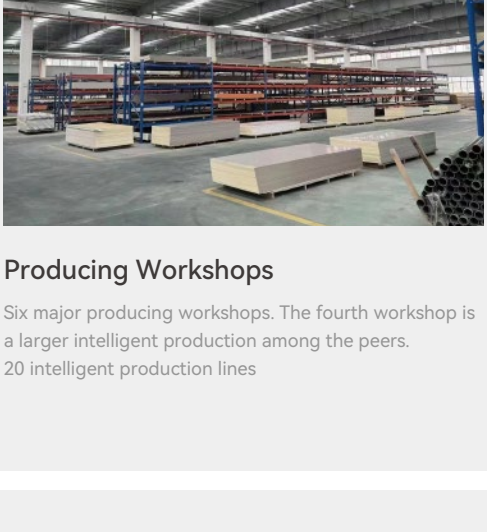 Producing Workshops
Six major producing workshops. The fourth workshop is
a larger intelligent production among the peers.
20 intelligent production lines